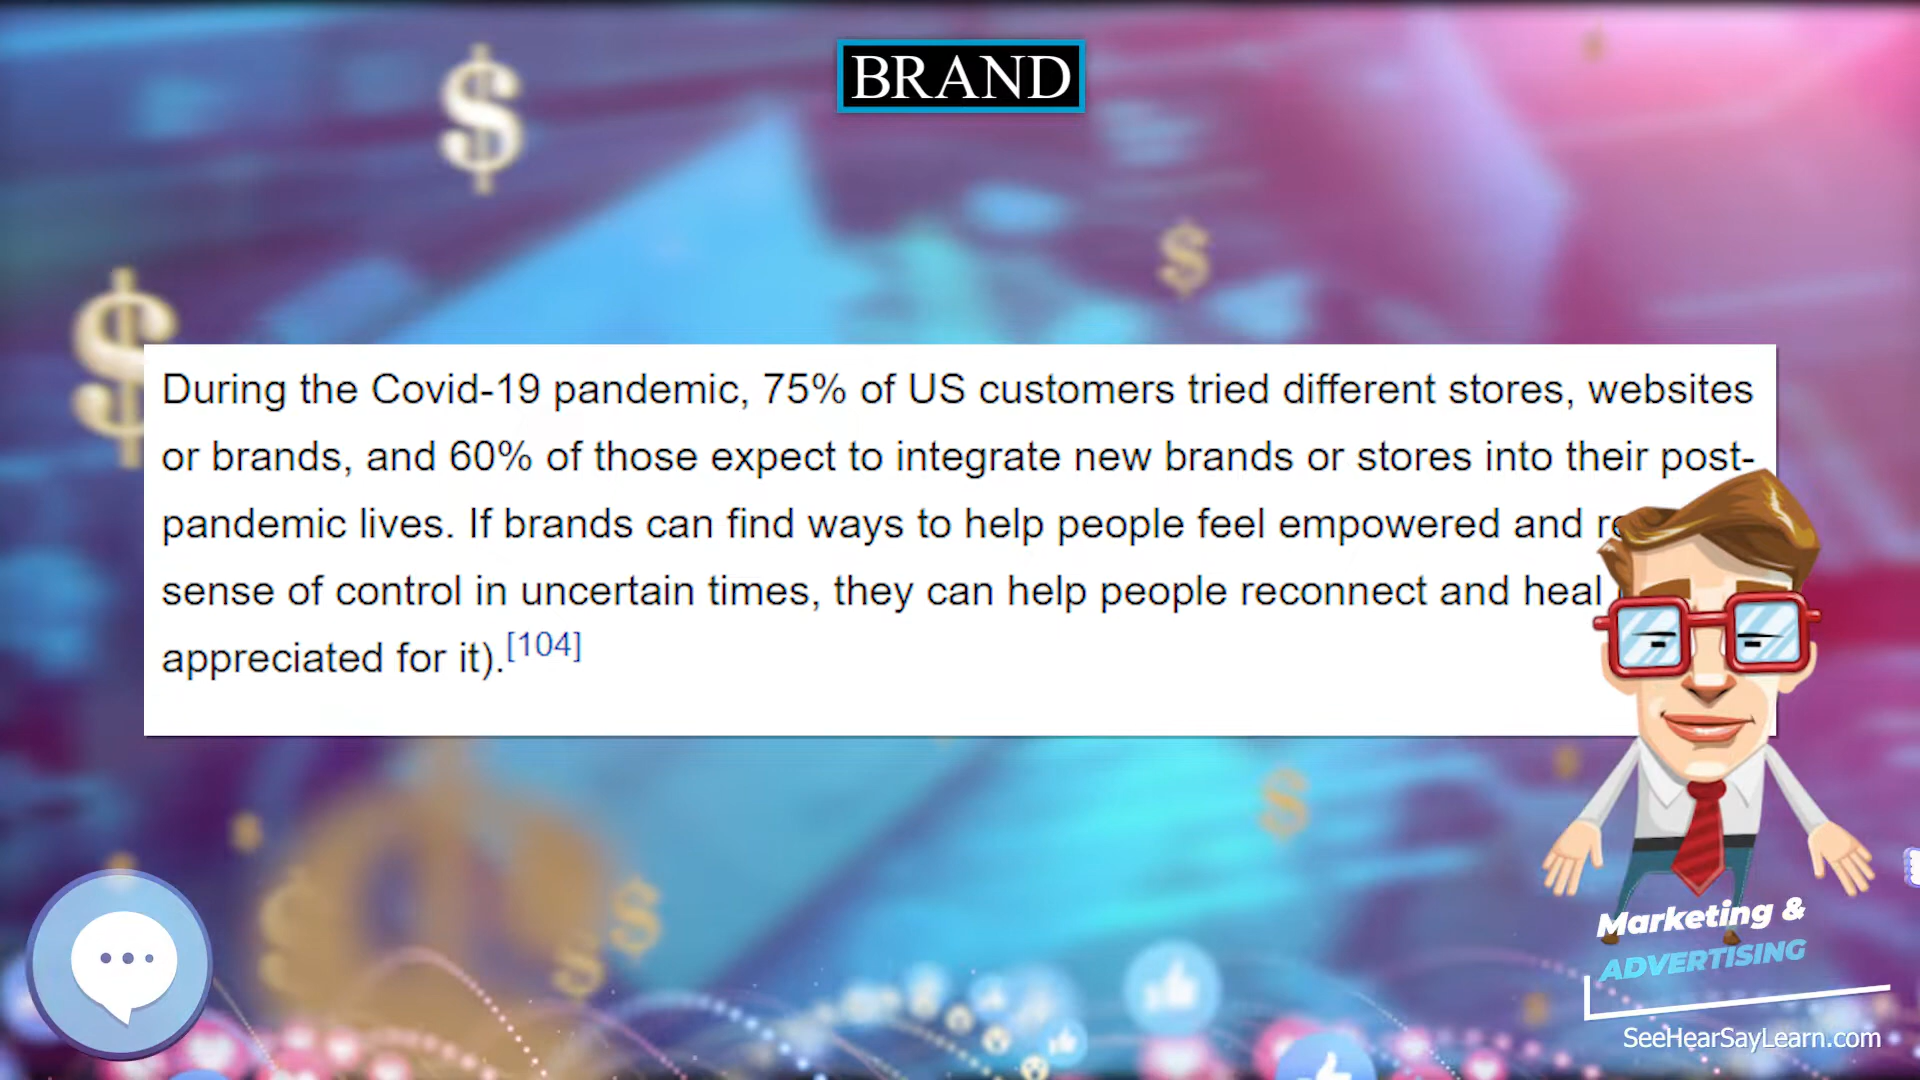 BRAND
During the Covid-19 pandemic, 75% of US customers tried different stores, websites
or brands, and 60% of those expect to integrate new brands or stores into their post-
pandemic lives. If brands can find ways to help people feel empowered and
sense of control in uncertain times, they can help people reconnect and heal
appreciated for it).[104]
Marketing &
ADVERTISING
SeeHearSayLearn.com